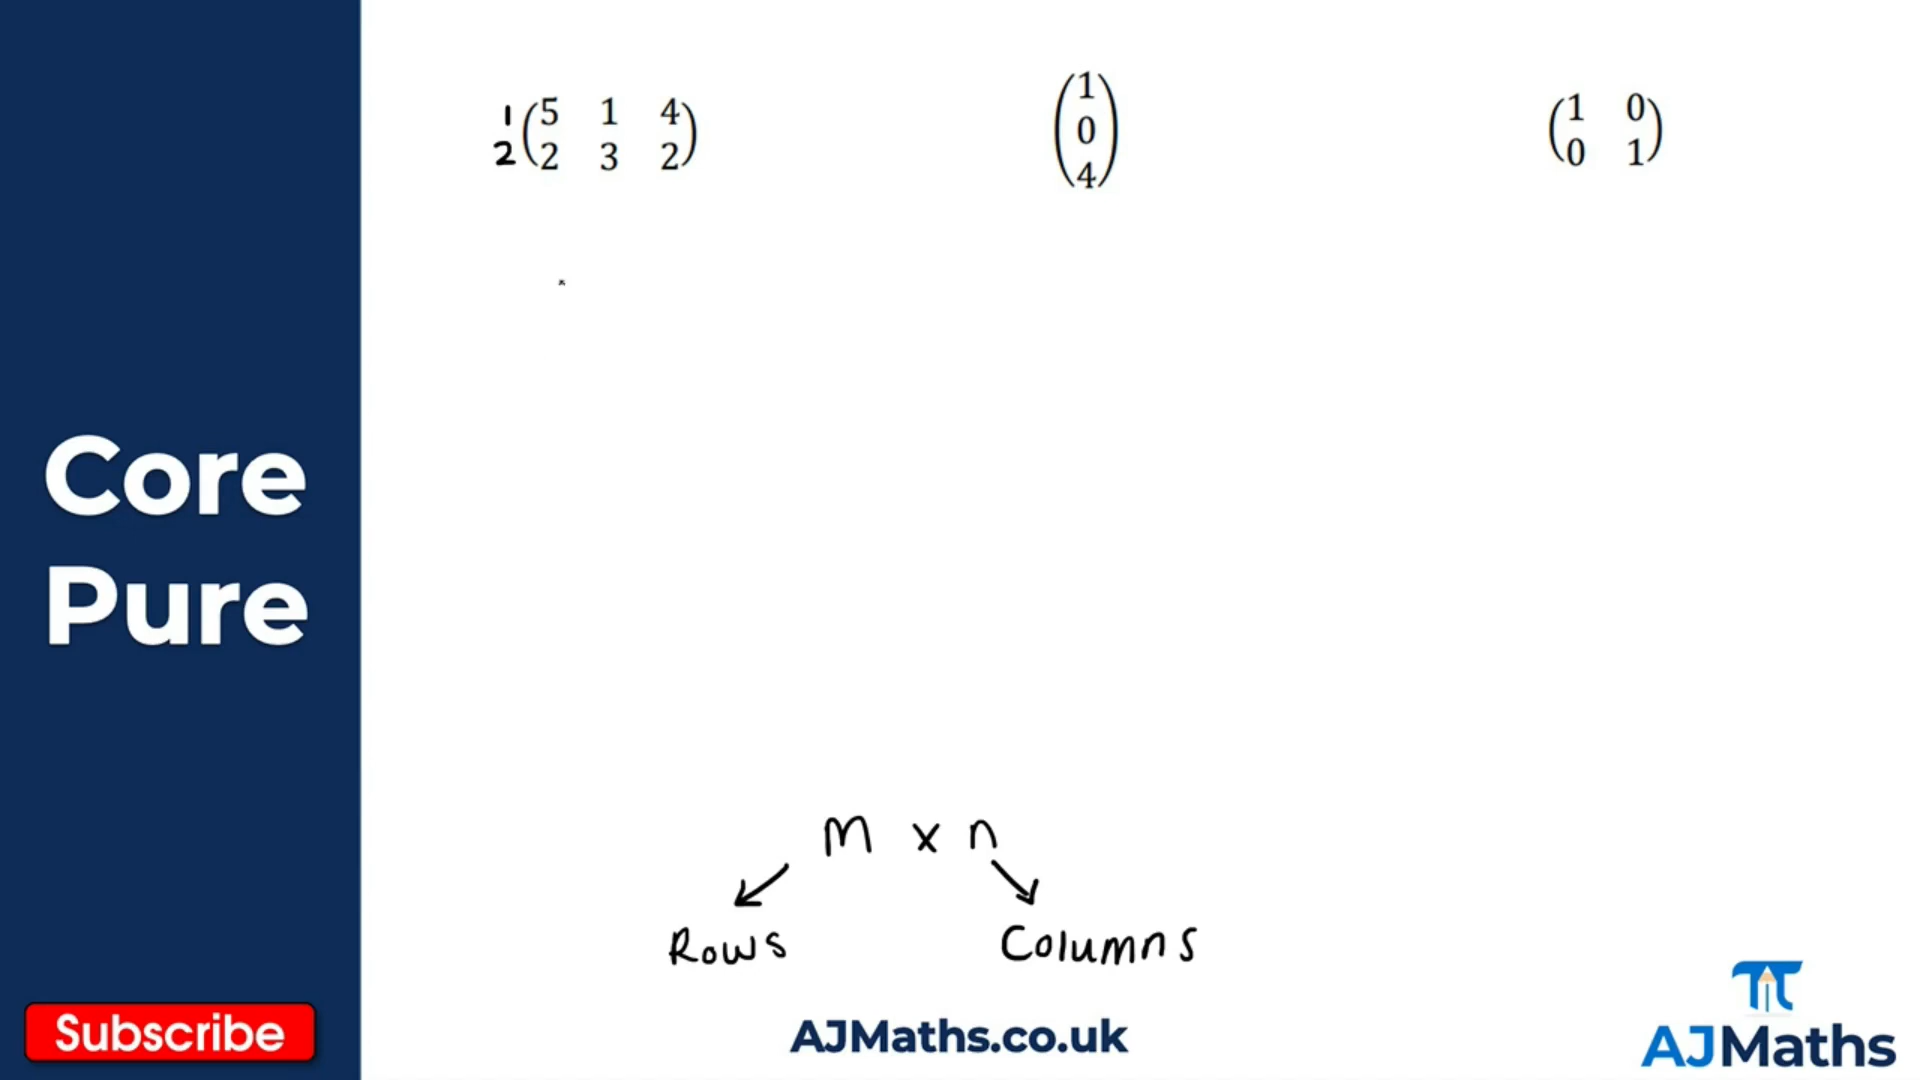 1 (5 1 4)
2 (2 3 2)
(1
0
4)
(1 0
0 1)
Core
Pure
m x n
Rows Columns
Subscribe
AJMaths.co.uk
AJMaths